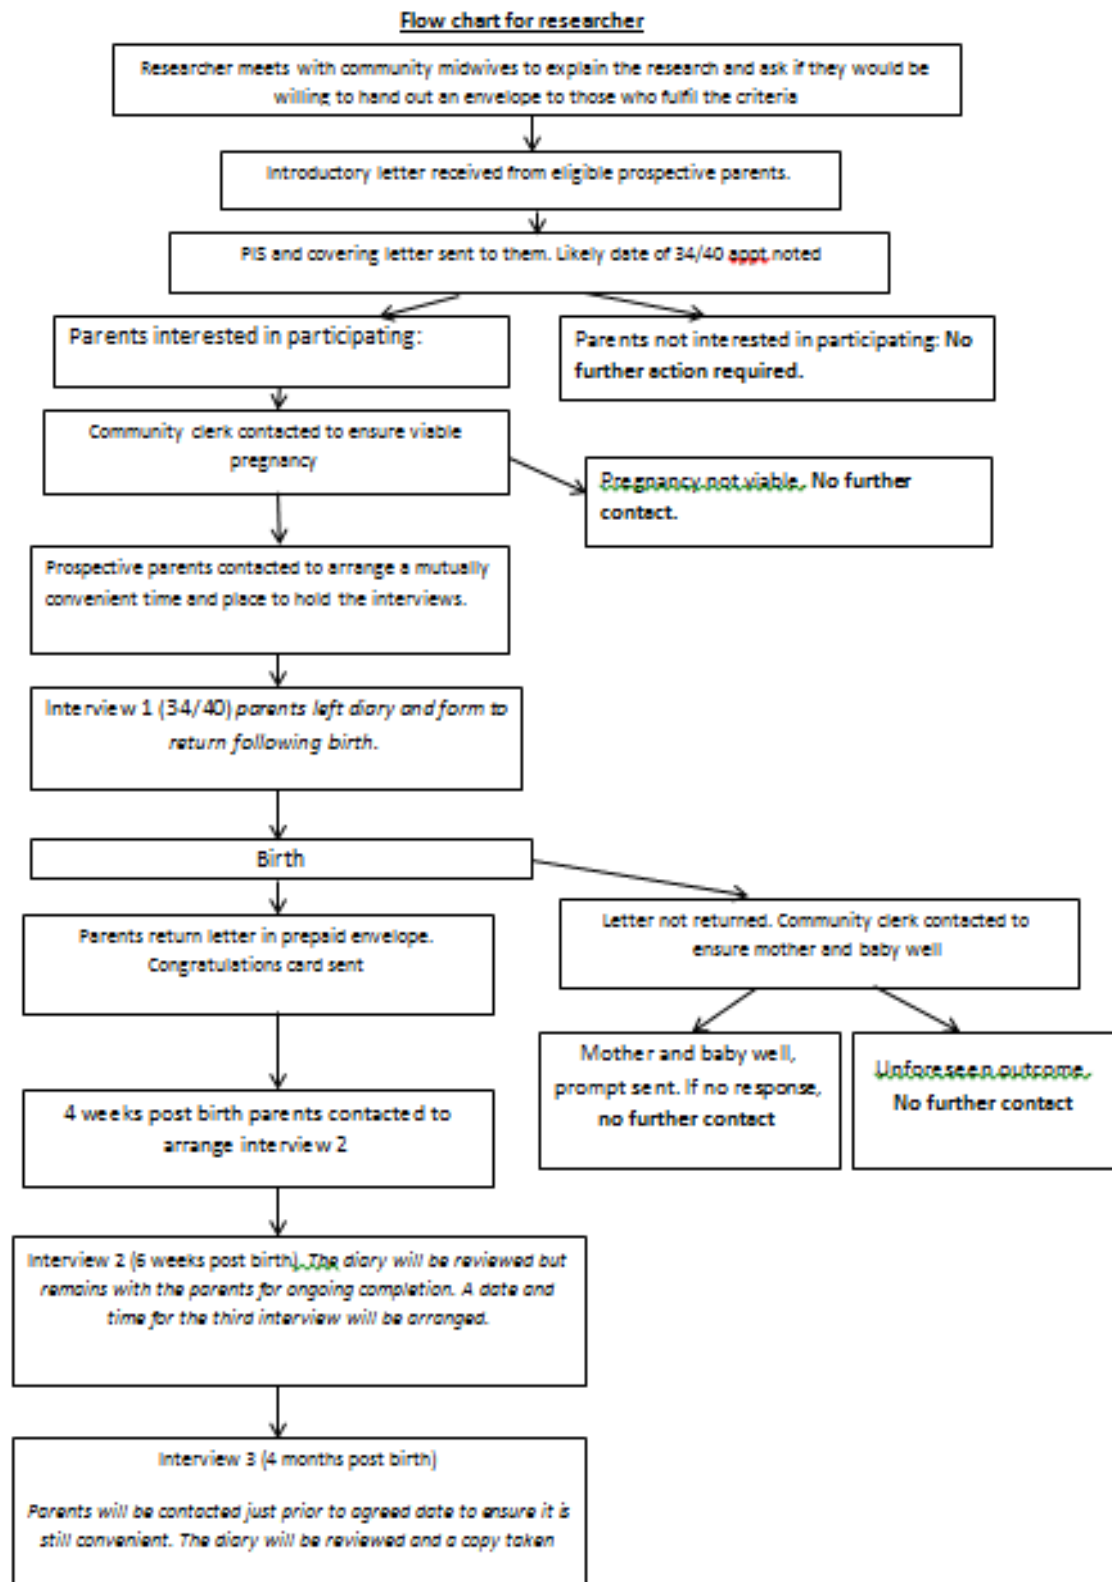 Flow chart for researcher
Researcher meets with community midwives to explain the research and ask if they would be
willing to hand out an envelope to those who fulfil the criteria
Introductory letter received from eligible prospective parents.
PIS and covering letter sent to them. Likely date of 34/40 appt noted
Parents interested in participating:
Parents not interested in participating: No
further action required.
Community clerk contacted to ensure viable
pregnancy
Pregnancy not viable. No further
contact.
Prospective parents contacted to arrange a mutually
convenient time and place to hold the interviews.
Interview 1 (34/40) parents left diary and form to
return following birth.
Birth
Parents return letter in prepaid envelope.
Congratulations card sent
Letter not returned. Community clerk contacted to
ensure mother and baby well
Mother and baby well,
prompt sent. If no response,
no further contact
Unforeseen outcome.
No further contact
4 weeks post birth parents contacted to
arrange interview 2
Interview 2 (6 weeks post birth). The diary will be reviewed but
remains with the parents for ongoing completion. A date and
time for the third interview will be arranged.
Interview 3 (4 months post birth)
Parents will be contacted just prior to agreed date to ensure it is
still convenient. The diary will be reviewed and a copy taken